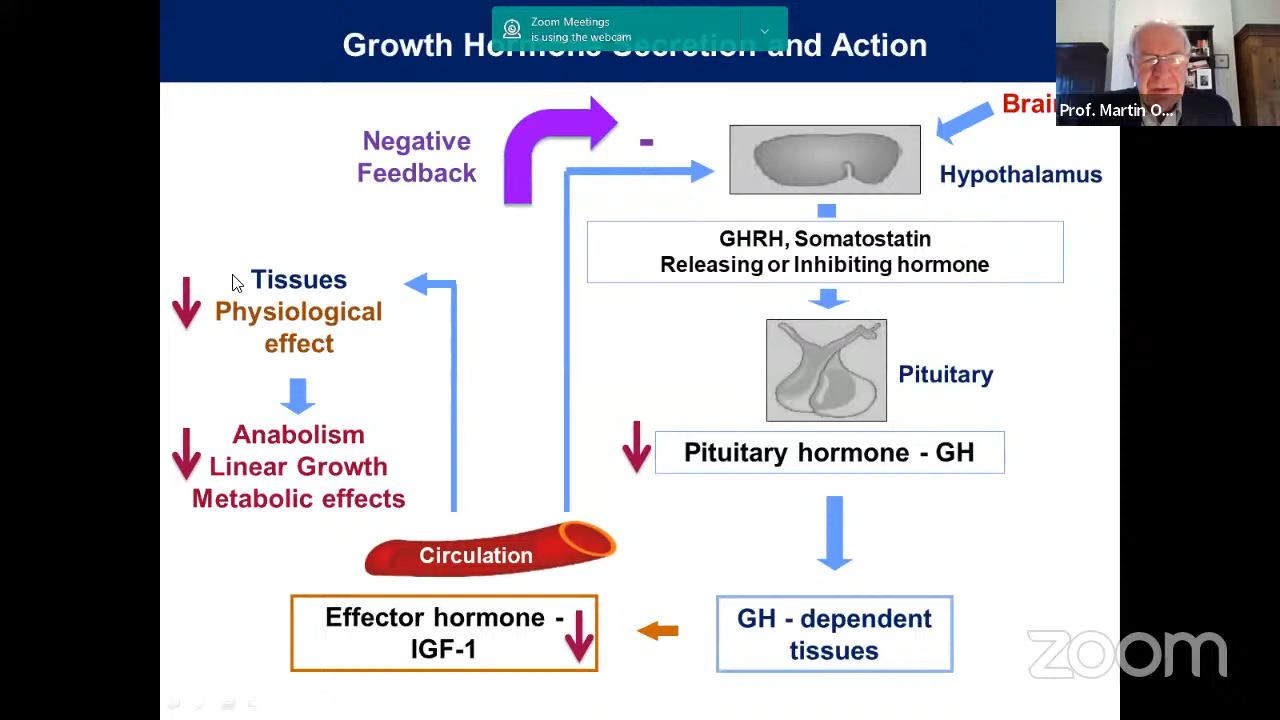 Zoom Meetings
is using the webcam
Growth Hormone Secretion and Action
Prof. Martin O...
Negative
Feedback
-
Hypothalamus
GHRH, Somatostatin
Releasing or Inhibiting hormone
Tissues
Physiological
effect
Pituitary
Anabolism
Linear Growth
Metabolic effects
Pituitary hormone - GH
Circulation
Effector hormone -
IGF-1
GH - dependent
tissues
zoom